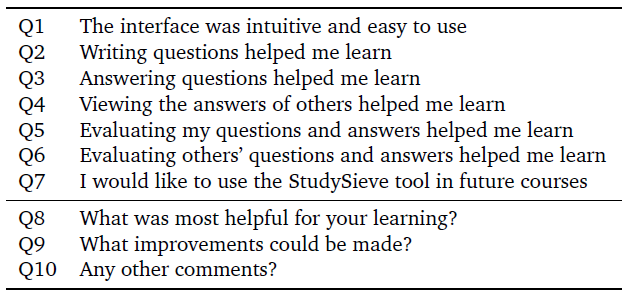 Q1 The interface was intuitive and easy to use
Q2 Writing questions helped me learn
Q3 Answering questions helped me learn
Q4 Viewing the answers of others helped me learn
Q5 Evaluating my questions and answers helped me learn
Q6 Evaluating others’ questions and answers helped me learn
Q7 I would like to use the StudySieve tool in future courses
Q8 What was most helpful for your learning?
Q9 What improvements could be made?
Q10 Any other comments?